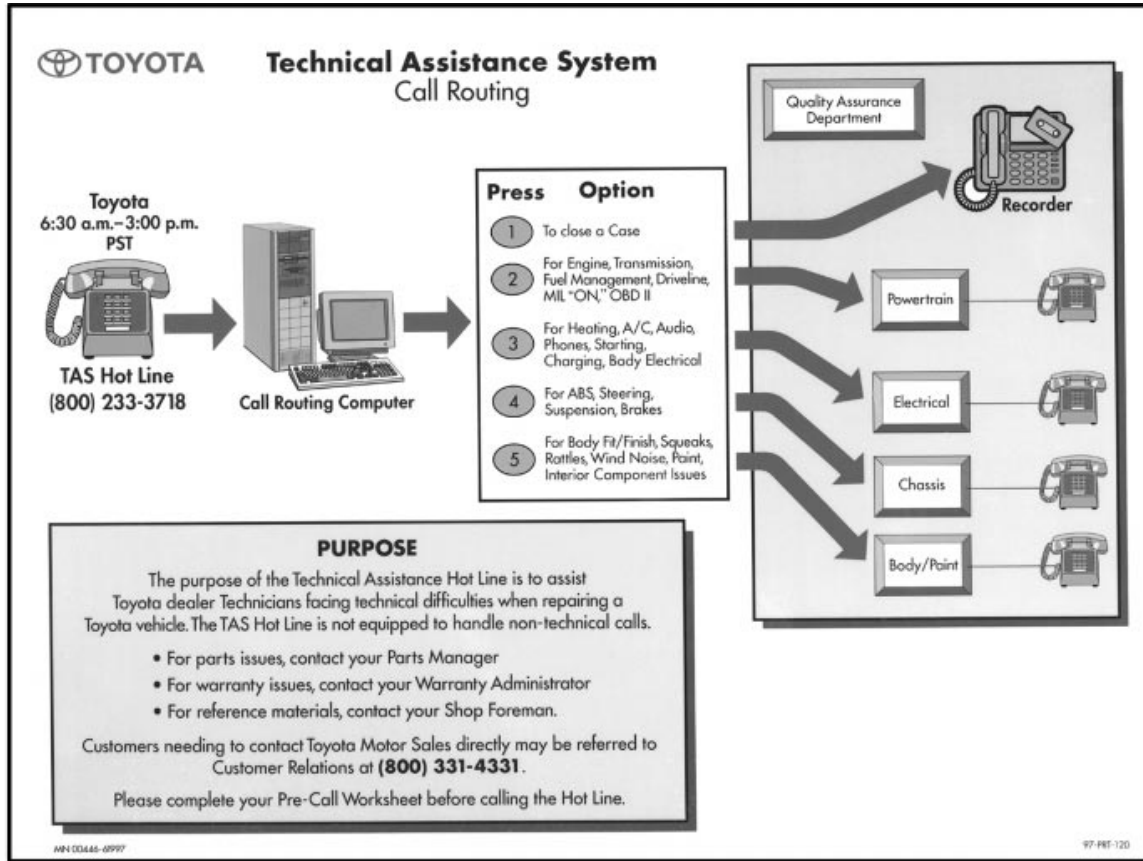 TOYOTA
Technical Assistance System
Call Routing
Toyota
6:30 a.m.–3:00 p.m.
PST
TAS Hot Line
(800) 233-3718
Call Routing Computer
Press Option
1 To close a Case
2 For Engine, Transmission,
Fuel Management, Driveline,
MIL "ON," OBD II
3 For Heating, A/C, Audio,
Phones, Starting,
Charging, Body Electrical
4 For ABS, Steering,
Suspension, Brakes
5 For Body Fit/Finish, Squeaks,
Rattles, Wind Noise, Paint,
Interior Component Issues
Quality Assurance
Department
Recorder
Powertrain
Electrical
Chassis
Body/Paint
PURPOSE
The purpose of the Technical Assistance Hot Line is to assist
Toyota dealer Technicians facing technical difficulties when repairing a
Toyota vehicle. The TAS Hot Line is not equipped to handle non-technical calls.
• For parts issues, contact your Parts Manager
• For warranty issues, contact your Warranty Administrator
• For reference materials, contact your Shop Foreman.
Customers needing to contact Toyota Motor Sales directly may be referred to
Customer Relations at (800) 331-4331.
Please complete your Pre-Call Worksheet before calling the Hot Line.
97-PRT-120